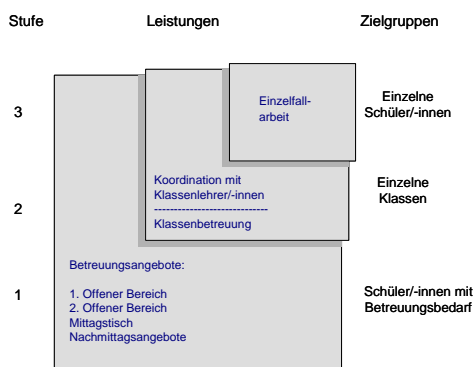 Stufe Leistungen Zielgruppen
3
Einzelfall-
arbeit
Einzelne
Schüler/-innen
2
Koordination mit
Klassenlehrer/-innen
----------------------------
Klassenbetreuung
Einzelne
Klassen
1
Betreuungsangebote:
1. Offener Bereich
2. Offener Bereich
Mittagstisch
Nachmittagsangebote
Schüler/-innen mit
Betreuungsbedarf